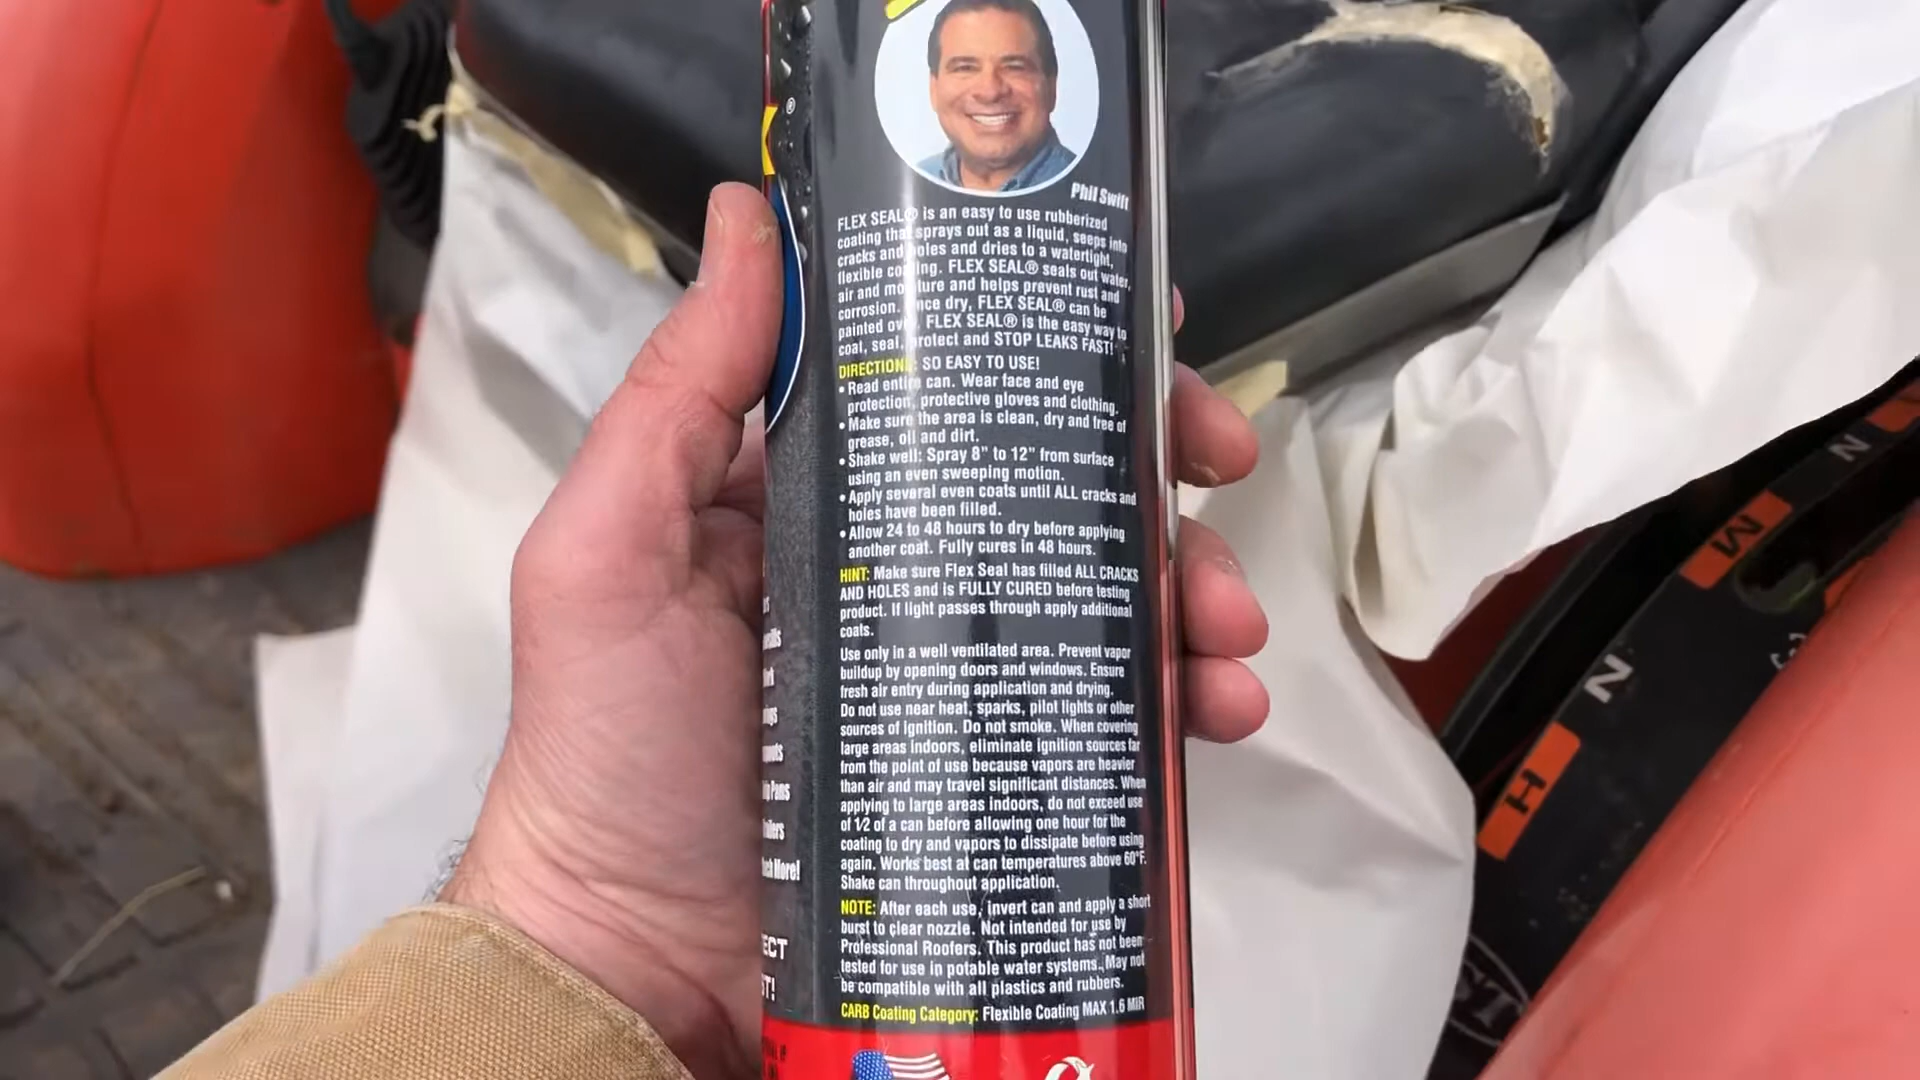 ®
Phil Swift
FLEX SEAL® is an easy to use rubberized
coating that sprays out as a liquid, seeps into
cracks and holes and dries to a watertight,
flexible coating. FLEX SEAL® seals out water,
air and moisture and helps prevent rust and
corrosion. Once dry, FLEX SEAL® can be
painted over. FLEX SEAL® is the easy way to
coat, seal, protect and STOP LEAKS FAST!
DIRECTIONS: SO EASY TO USE!
• Read entire can. Wear face and eye
protection, protective gloves and clothing.
• Make sure the area is clean, dry and free of
grease, oil and dirt.
• Shake well: Spray 8" to 12" from surface
using an even sweeping motion.
• Apply several even coats until ALL cracks and
holes have been filled.
• Allow 24 to 48 hours to dry before applying
another coat. Fully cures in 48 hours.
HINT: Make sure Flex Seal has filled ALL CRACKS
AND HOLES and is FULLY CURED before testing
product. If light passes through apply additional
coats.
Use only in a well ventilated area. Prevent vapor
buildup by opening doors and windows. Ensure
fresh air entry during application and drying.
Do not use near heat, sparks, pilot lights or other
sources of ignition. Do not smoke. When covering
large areas indoors, eliminate ignition sources far
from the point of use because vapors are heavier
than air and may travel significant distances. When
applying to large areas indoors, do not exceed use
of 1/2 of a can before allowing one hour for the
coating to dry and vapors to dissipate before using
again. Works best at can temperatures above 60°F.
Shake can throughout application.
NOTE: After each use, invert can and apply a short
burst to clear nozzle. Not intended for use by
Professional Roofers. This product has not been
tested for use in potable water systems. May not
be compatible with all plastics and rubbers.
CARB Coating Category: Flexible Coating MAX 1.6 MIR
Pans
More!
N
M
N
H